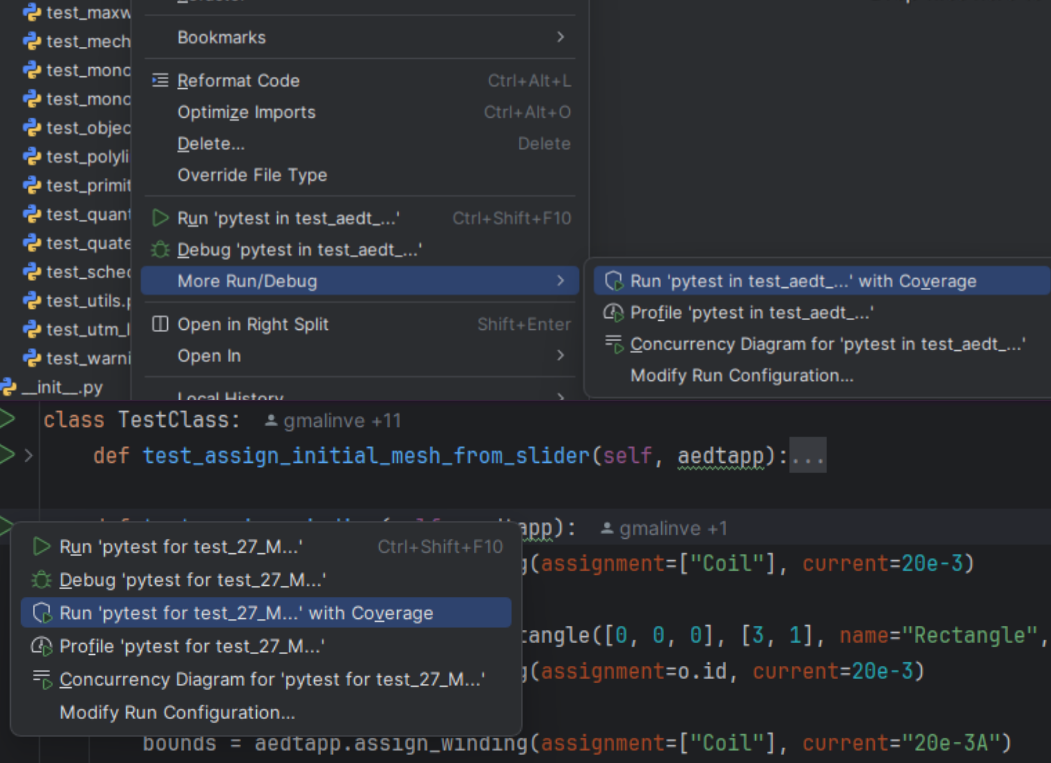 test_maxw
test_mech
test_mono
test_mono
test_objec
test_polyli
test_primit
test_quant
test_quate
test_sched
test_utils.p
test_utm_l
test_warni
__init__.py
Bookmarks
Reformat Code Ctrl+Alt+L
Optimize Imports Ctrl+Alt+O
Delete... Delete
Override File Type
Run 'pytest in test_aedt_...' Ctrl+Shift+F10
Debug 'pytest in test_aedt_...'
More Run/Debug
Open in Right Split Shift+Enter
Open In
Local History
Run 'pytest in test_aedt_...' with Coverage
Profile 'pytest in test_aedt_...'
Concurrency Diagram for 'pytest in test_aedt_...'
Modify Run Configuration...
class TestClass: gmalinve +11
def test_assign_initial_mesh_from_slider(self, aedtapp):...
app): gmalinve +1
Run 'pytest for test_27_M...' Ctrl+Shift+F10
Debug 'pytest for test_27_M...'
Run 'pytest for test_27_M...' with Coverage
Profile 'pytest for test_27_M...'
Concurrency Diagram for 'pytest for test_27_M...'
Modify Run Configuration...
g(assignment=["Coil"], current=20e-3)
tangle([0, 0, 0], [3, 1], name="Rectangle",
g(assignment=o.id, current=20e-3)
bounds = aedtapp.assign_winding(assignment=["Coil"], current="20e-3A")